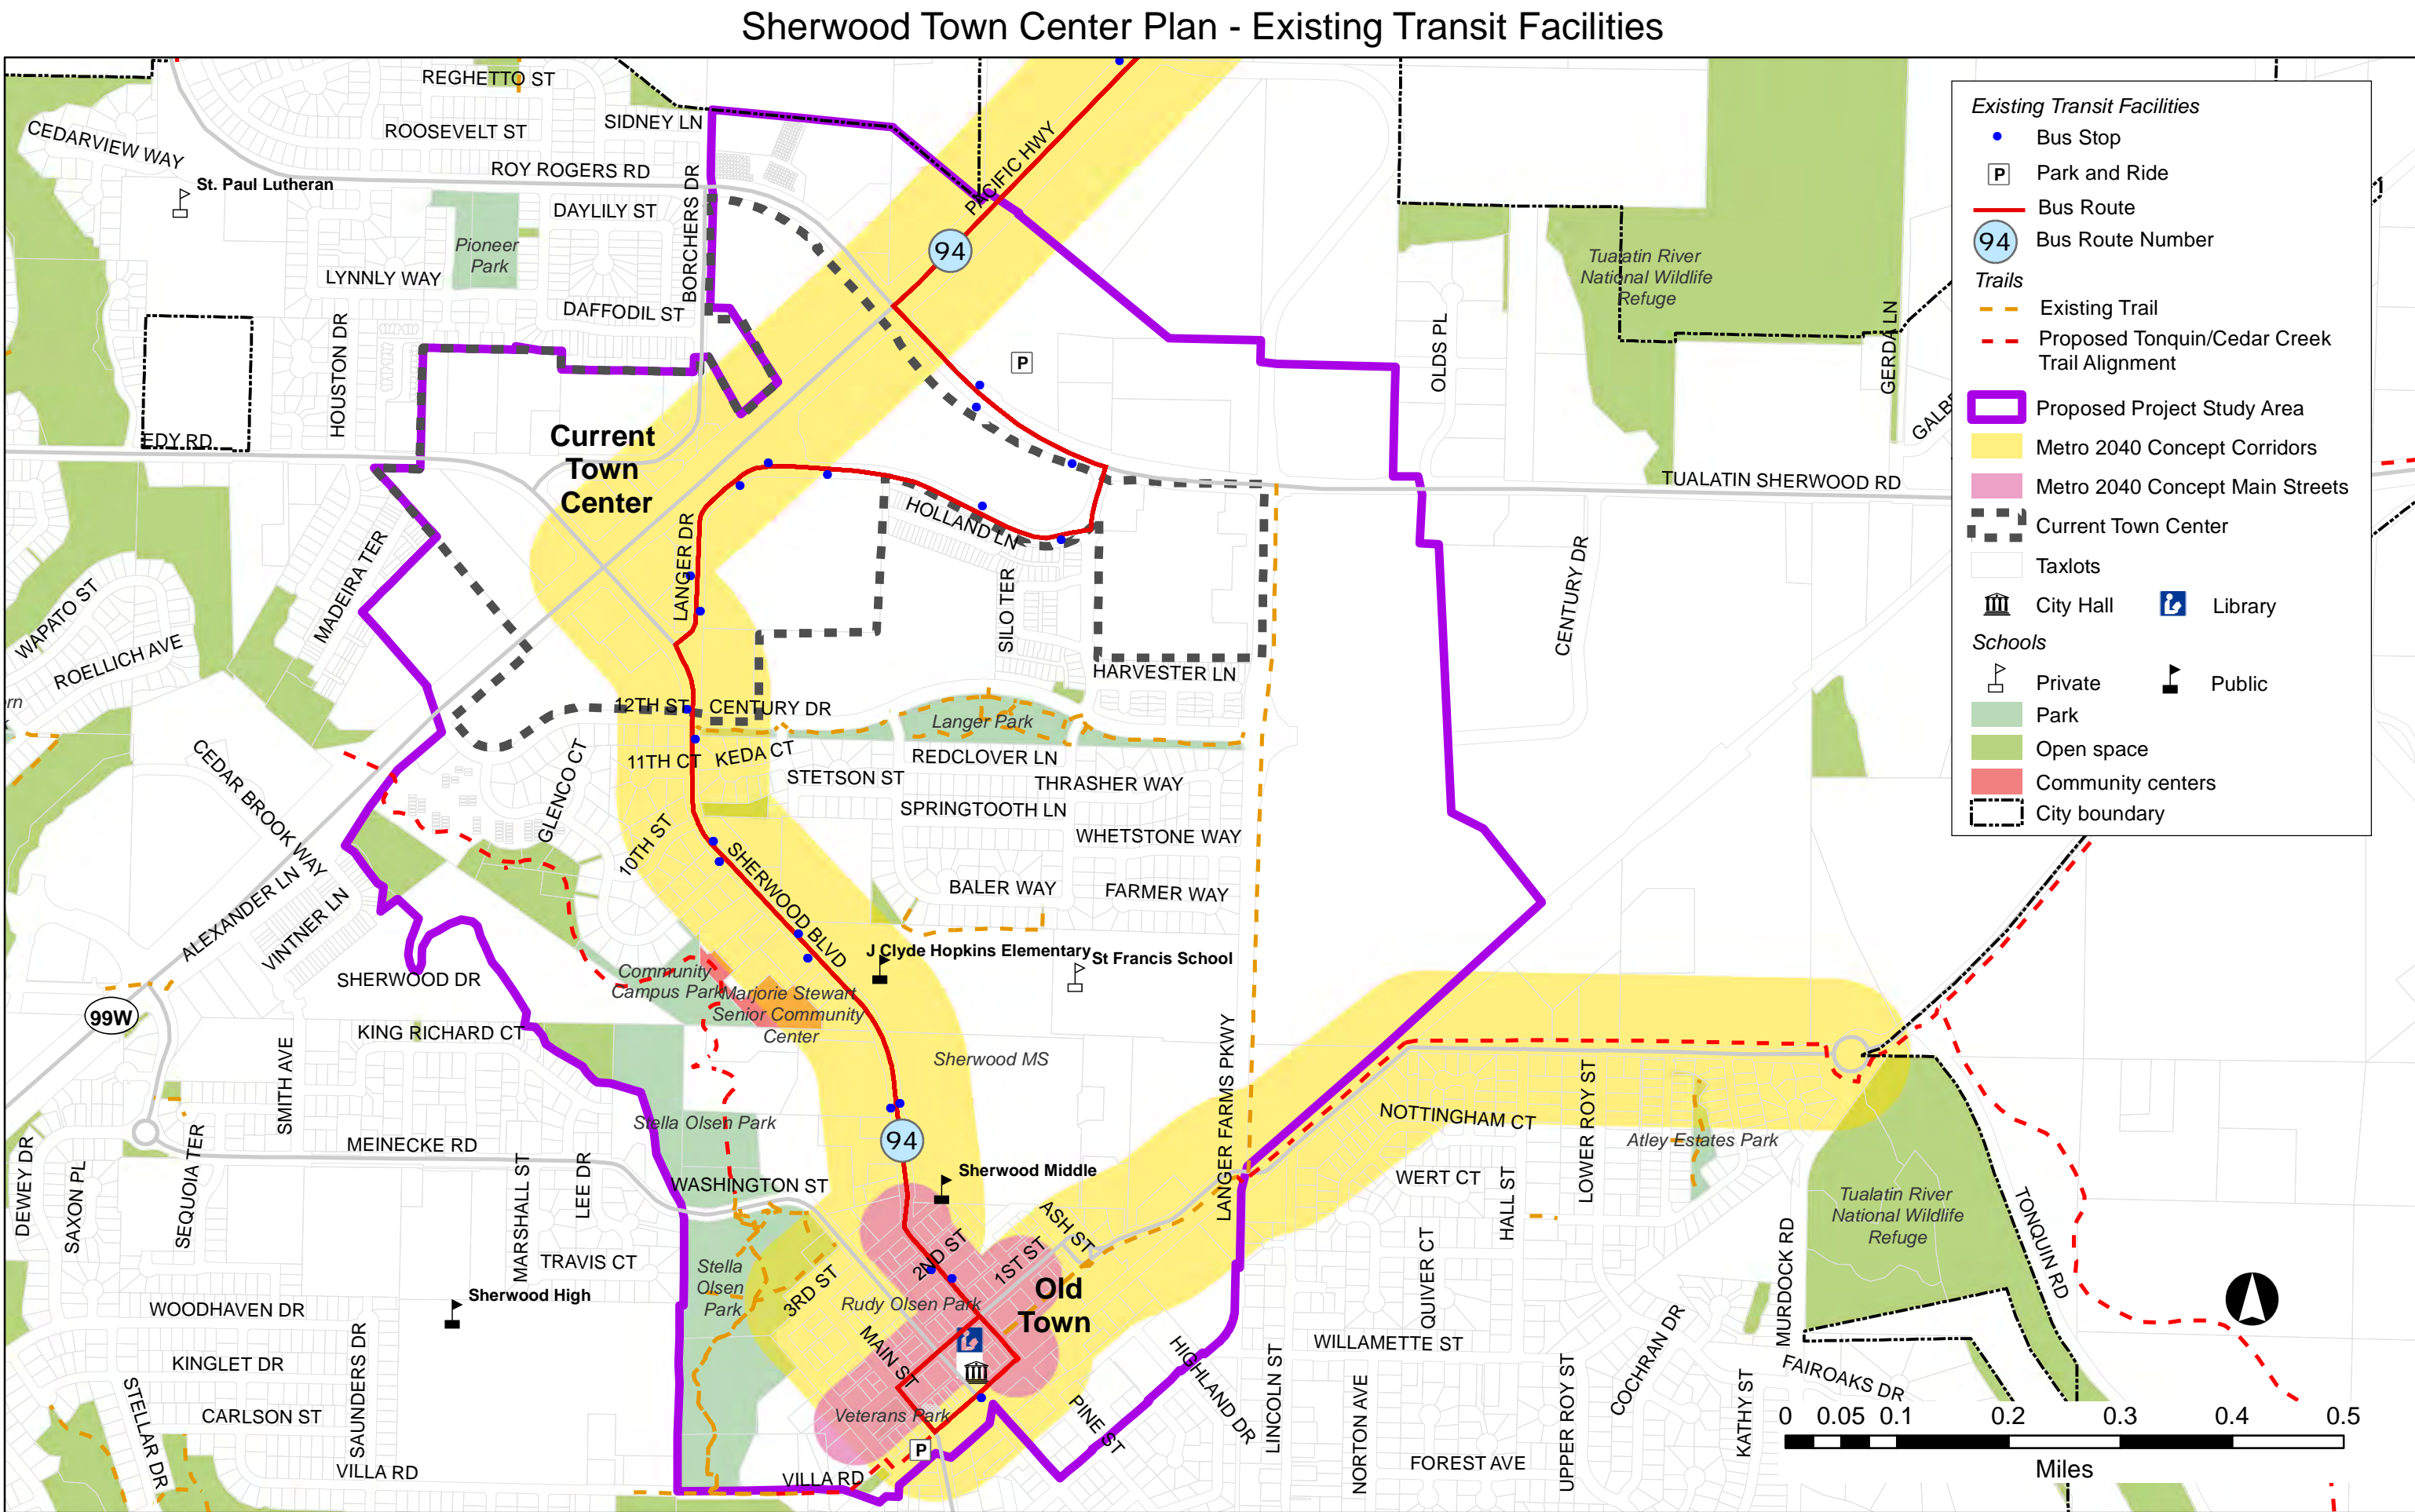 Sherwood Town Center Plan - Existing Transit Facilities
REGHETTO ST
CEDARVIEW WAY
ROOSEVELT ST
SIDNEY LN
ROY ROGERS RD
St. Paul Lutheran
DAYLILY ST
BORCHERS DR
PACIFIC HWY
Pioneer
Park
LYNNLY WAY
DAFFODIL ST
HOUSTON DR
94
P
EDY RD
Current
Town
Center
Tualatin River
National Wildlife
Refuge
OLDS PL
GERDA LN
TUALATIN SHERWOOD RD
Existing Transit Facilities
Bus Stop
P Park and Ride
Bus Route
94 Bus Route Number
Trails
Existing Trail
Proposed Tonquin/Cedar Creek
Trail Alignment
Proposed Project Study Area
Metro 2040 Concept Corridors
Metro 2040 Concept Main Streets
Current Town Center
Taxlots
City Hall
Library
Schools
Private
Public
Park
Open space
Community centers
City boundary
LANGER DR
HOLLAND LN
SILO TER
HARVESTER LN
CENTURY DR
MADEIRA TER
WAPATO ST
ROELLICH AVE
12TH ST
CENTURY DR
Langer Park
11TH CT
KEDA CT
REDCLOVER LN
STETSON ST
THRASHER WAY
SPRINGTOOTH LN
WHETSTONE WAY
CEDAR BROOK WAY
GLENCO CT
10TH ST
SHERWOOD BLVD
BALER WAY
FARMER WAY
ALEXANDER LN
VINTNER LN
SHERWOOD DR
J Clyde Hopkins Elementary
St Francis School
Community
Campus Park
Marjorie Stewart
Senior Community
Center
99W
KING RICHARD CT
SMITH AVE
Sherwood MS
LANGER FARMS PKWY
Stella Olsen Park
94
NOTTINGHAM CT
LOWER ROY ST
Atley Estates Park
MEINECKE RD
DEWEY DR
SAXON PL
SEQUOIA TER
MARSHALL ST
LEE DR
WASHINGTON ST
Sherwood Middle
WERT CT
HALL ST
Tualatin River
National Wildlife
Refuge
TONQUIN RD
MURDOCK RD
TRAVIS CT
Stella
Olsen
Park
2ND ST
1ST ST
ASH ST
3RD ST
Old
Town
Rudy Olsen Park
QUIVER CT
Sherwood High
WOODHAVEN DR
KINGLET DR
SAUNDERS DR
MAIN ST
WILLAMETTE ST
COCHRAN DR
FAIROAKS DR
HIGHLAND DR
LINCOLN ST
NORTON AVE
UPPER ROY ST
KATHY ST
STELLAR DR
CARLSON ST
Veterans Park
PINE ST
P
VILLA RD
VILLA RD
FOREST AVE
0 0.05 0.1 0.2 0.3 0.4 0.5
Miles